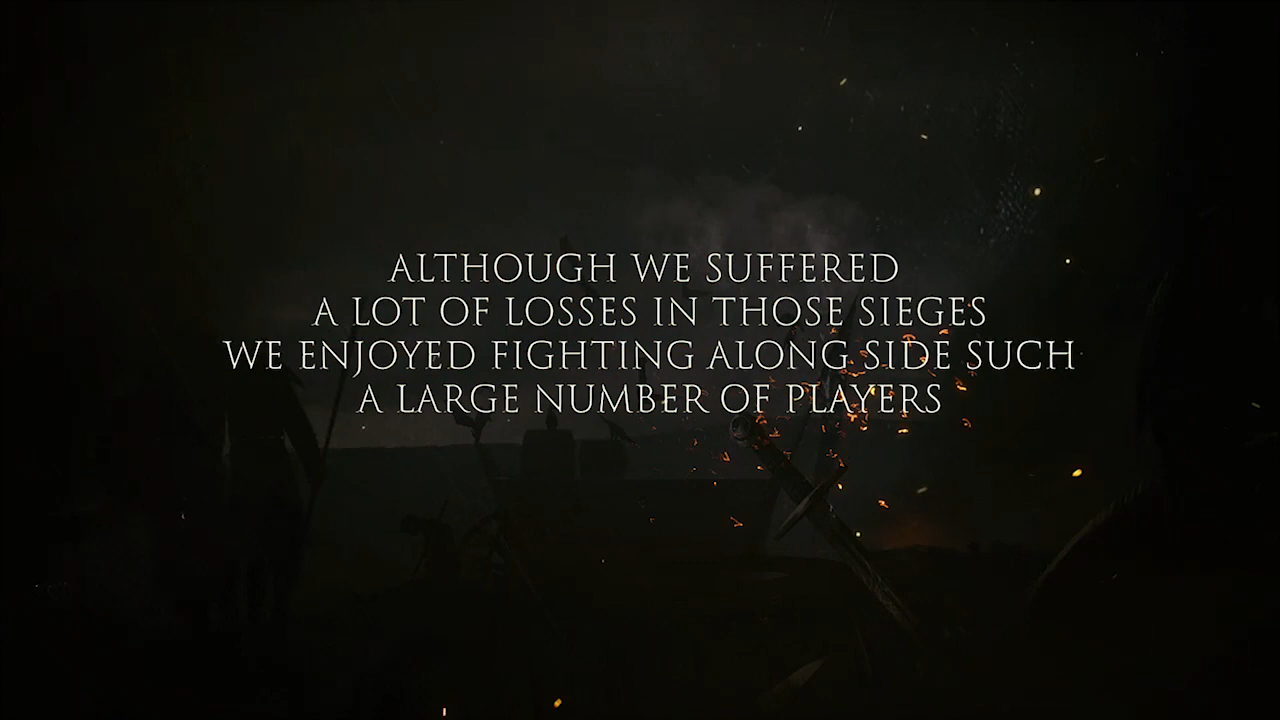 ALTHOUGH WE SUFFERED
A LOT OF LOSSES IN THOSE SIEGES
WE ENJOYED FIGHTING ALONG SIDE SUCH
A LARGE NUMBER OF PLAYERS